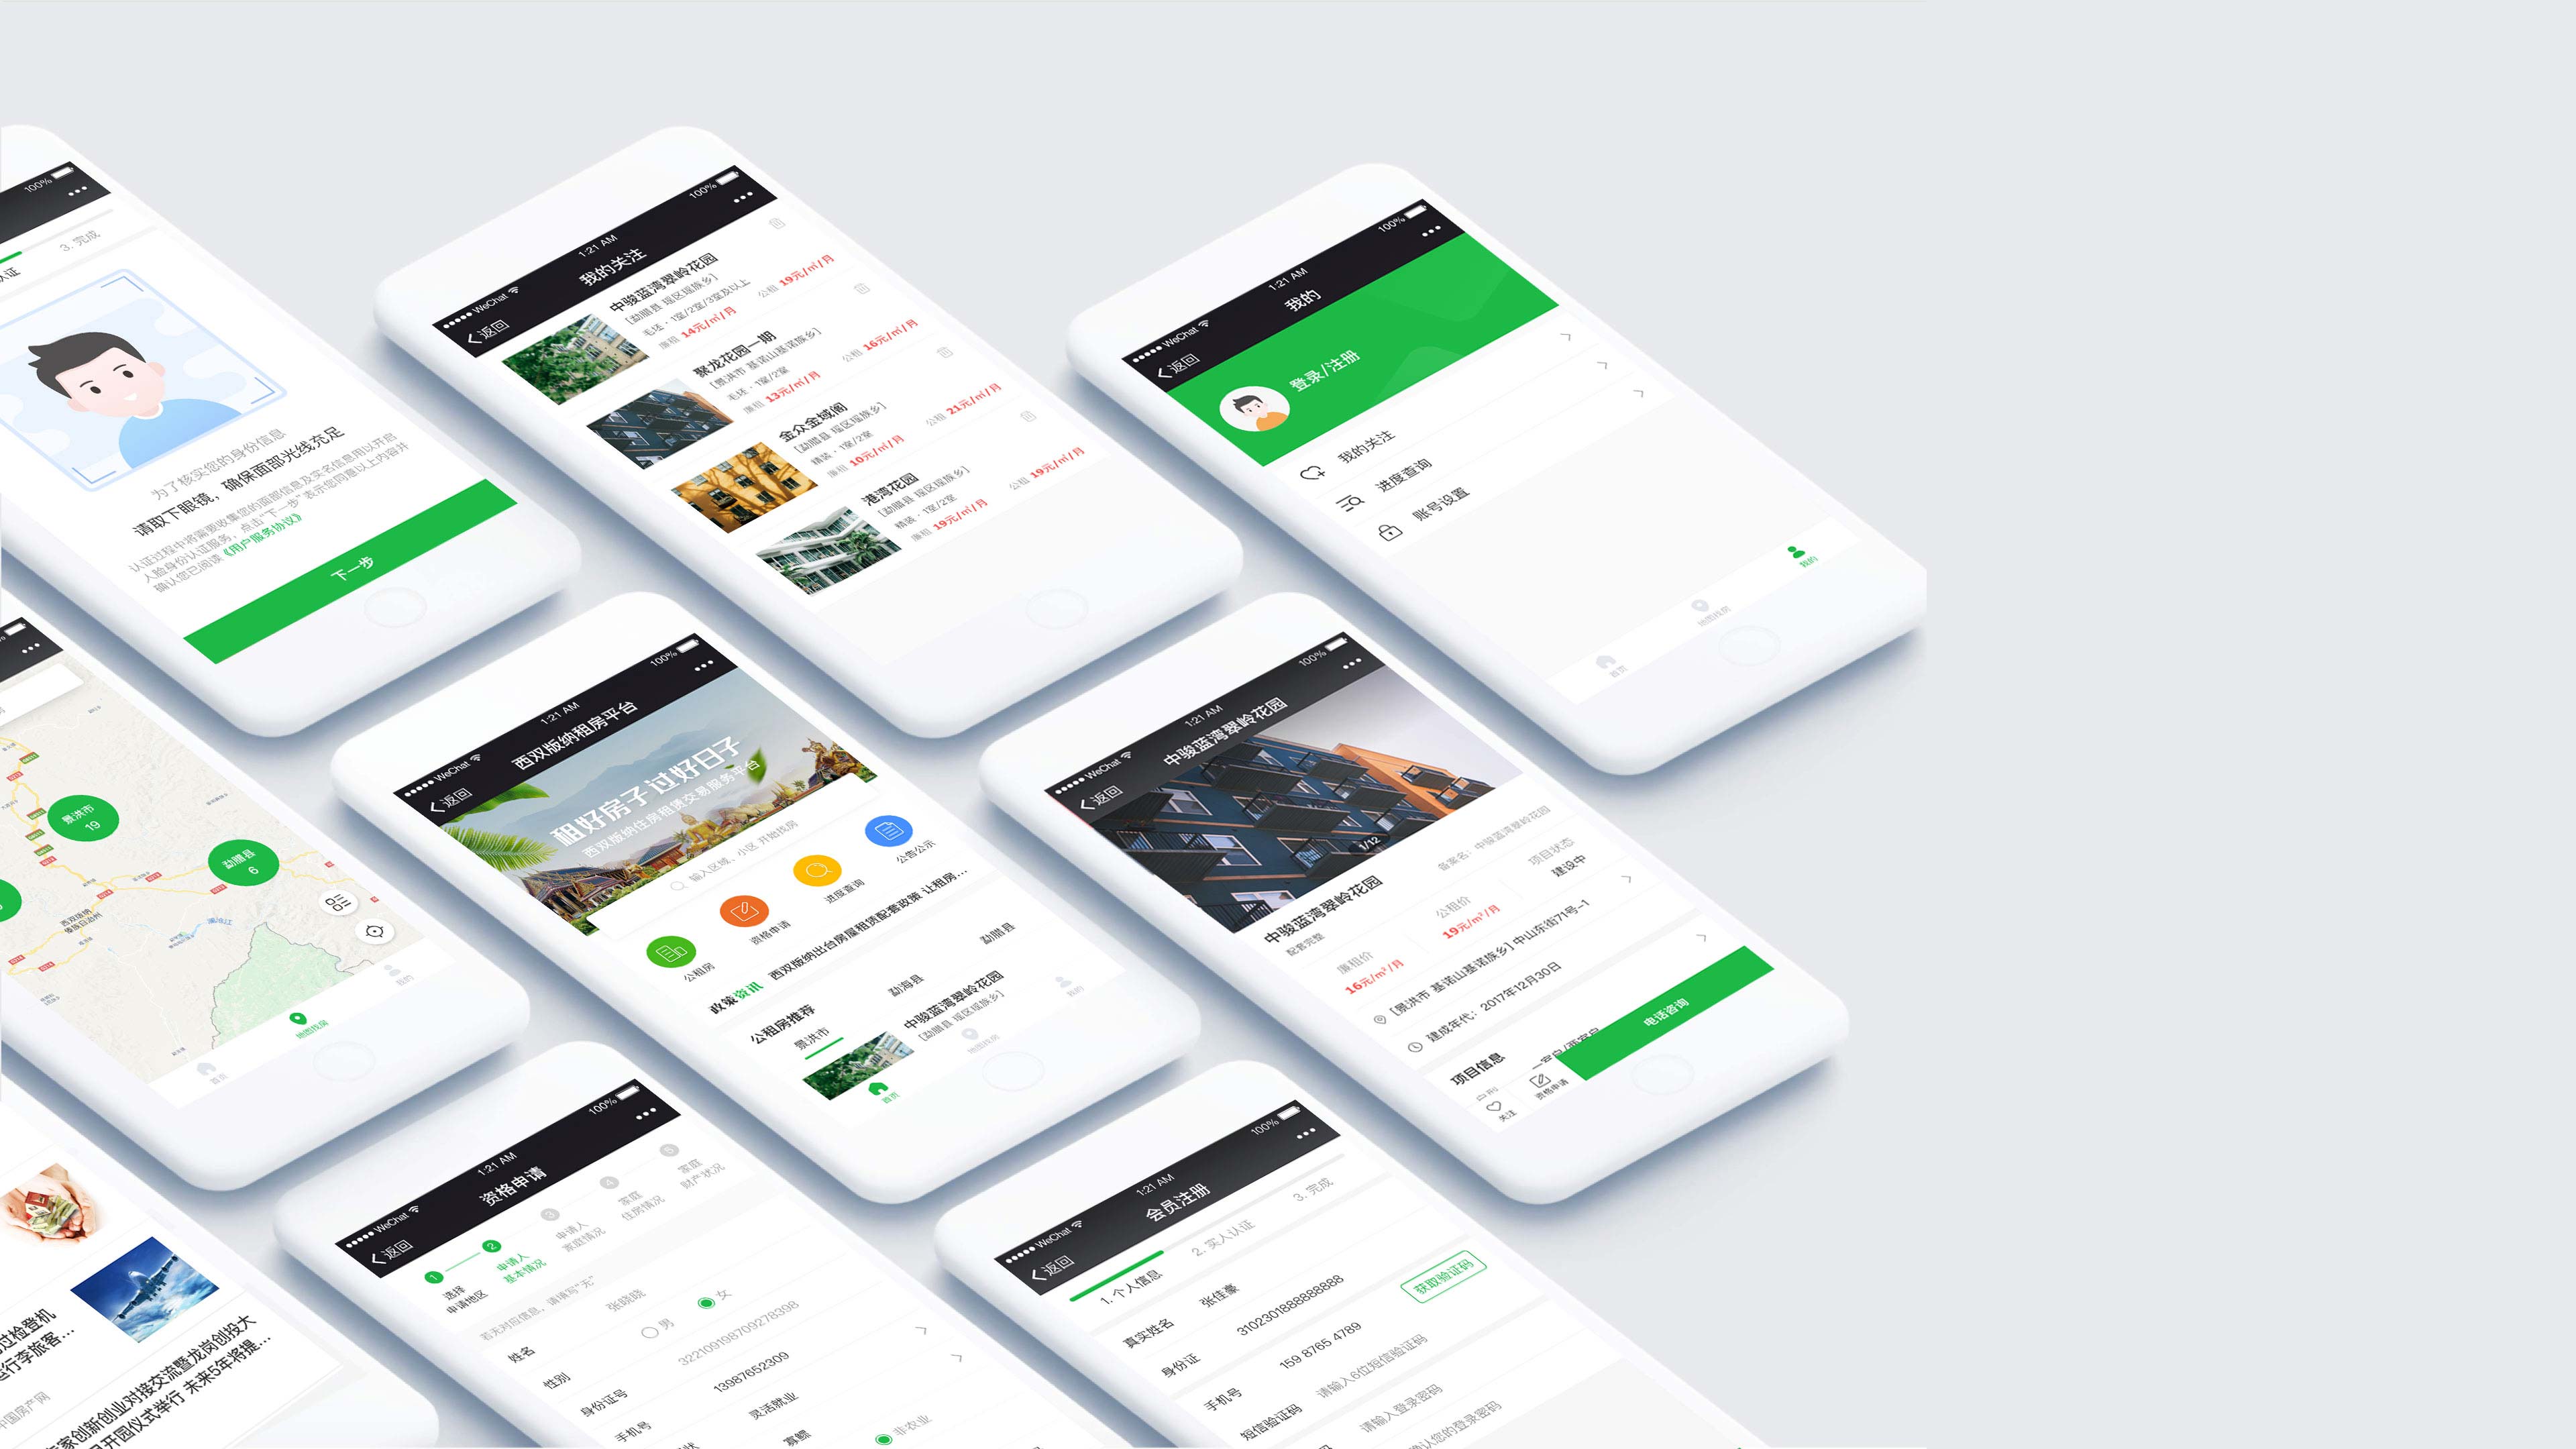 100%
3. 完成
为了核实您的身份信息
请取下眼镜，确保面部光线充足
认证过程中将需要收集您的面部信息及实名信息用以开启
人脸身份认证服务，点击“下一步”表示您同意以上内容并
确认您已阅读《用户服务协议》
下一步
WeChat
1:21 AM
100%
返回
我的关注
中骏蓝湾翠岭花园
[勐腊县 瑶区瑶族乡]
毛坯 · 1室/2室/3室及以上
廉租 14元/㎡/月
公租 19元/㎡/月
聚龙花园一期
[景洪市 基诺山基诺族乡]
毛坯 · 1室/2室
廉租 13元/㎡/月
公租 16元/㎡/月
金众金域阁
[勐腊县 瑶区瑶族乡]
精装 · 1室/2室
廉租 10元/㎡/月
公租 21元/㎡/月
港湾花园
[勐腊县 瑶区瑶族乡]
精装 · 1室/2室
廉租 19元/㎡/月
公租 19元/㎡/月
WeChat
1:21 AM
100%
返回
我的
登录/注册
我的关注
进度查询
账号设置
首页
地图找房
我的
景洪市
19
勐腊县
6
西双版纳
傣族自治州
澜沧江
首页
地图找房
我的
WeChat
1:21 AM
100%
返回
西双版纳租房平台
租好房子 过好日子
西双版纳住房租赁交易服务平台
输入区域、小区 开始找房
公租房
资格申请
进度查询
公告公示
政策资讯
西双版纳出台房屋租赁配套政策 让租房...
公租房推荐
景洪市
勐海县
勐腊县
中骏蓝湾翠岭花园
[勐腊县 瑶区瑶族乡]
首页
地图找房
我的
WeChat
1:21 AM
100%
返回
中骏蓝湾翠岭花园
1/12
中骏蓝湾翠岭花园
备案名：中骏蓝湾翠岭花园
配套完整
廉租价
16元/m²/月
公租价
19元/m²/月
项目状态
建设中
[景洪市 基诺山基诺族乡] 中山东街71号-1
建成年代：2017年12月30日
项目信息
关注
资格申请
电话咨询
过检登机
运行李旅客...
中国房产网
家创新创业对接交流暨龙岗创投大
开园仪式举行 未来5年将提...
WeChat
1:21 AM
100%
返回
资格申请
1
2
3
4
5
选择
申请地区
申请人
基本情况
申请人
家庭情况
家庭
住房情况
家庭
财产状况
若无对应信息，请填写“无”
姓名
张晓晓
性别
男
女
身份证号
322109198709278398
手机号
13987652309
灵活就业
寡鳏
非农业
WeChat
1:21 AM
100%
返回
会员注册
1. 个人信息
2. 实人认证
3. 完成
真实姓名
张佳豪
身份证
310230188888888
手机号
159 8765 4789
获取验证码
短信验证码
请输入6位短信验证码
请输入登录密码
确认您的登录密码